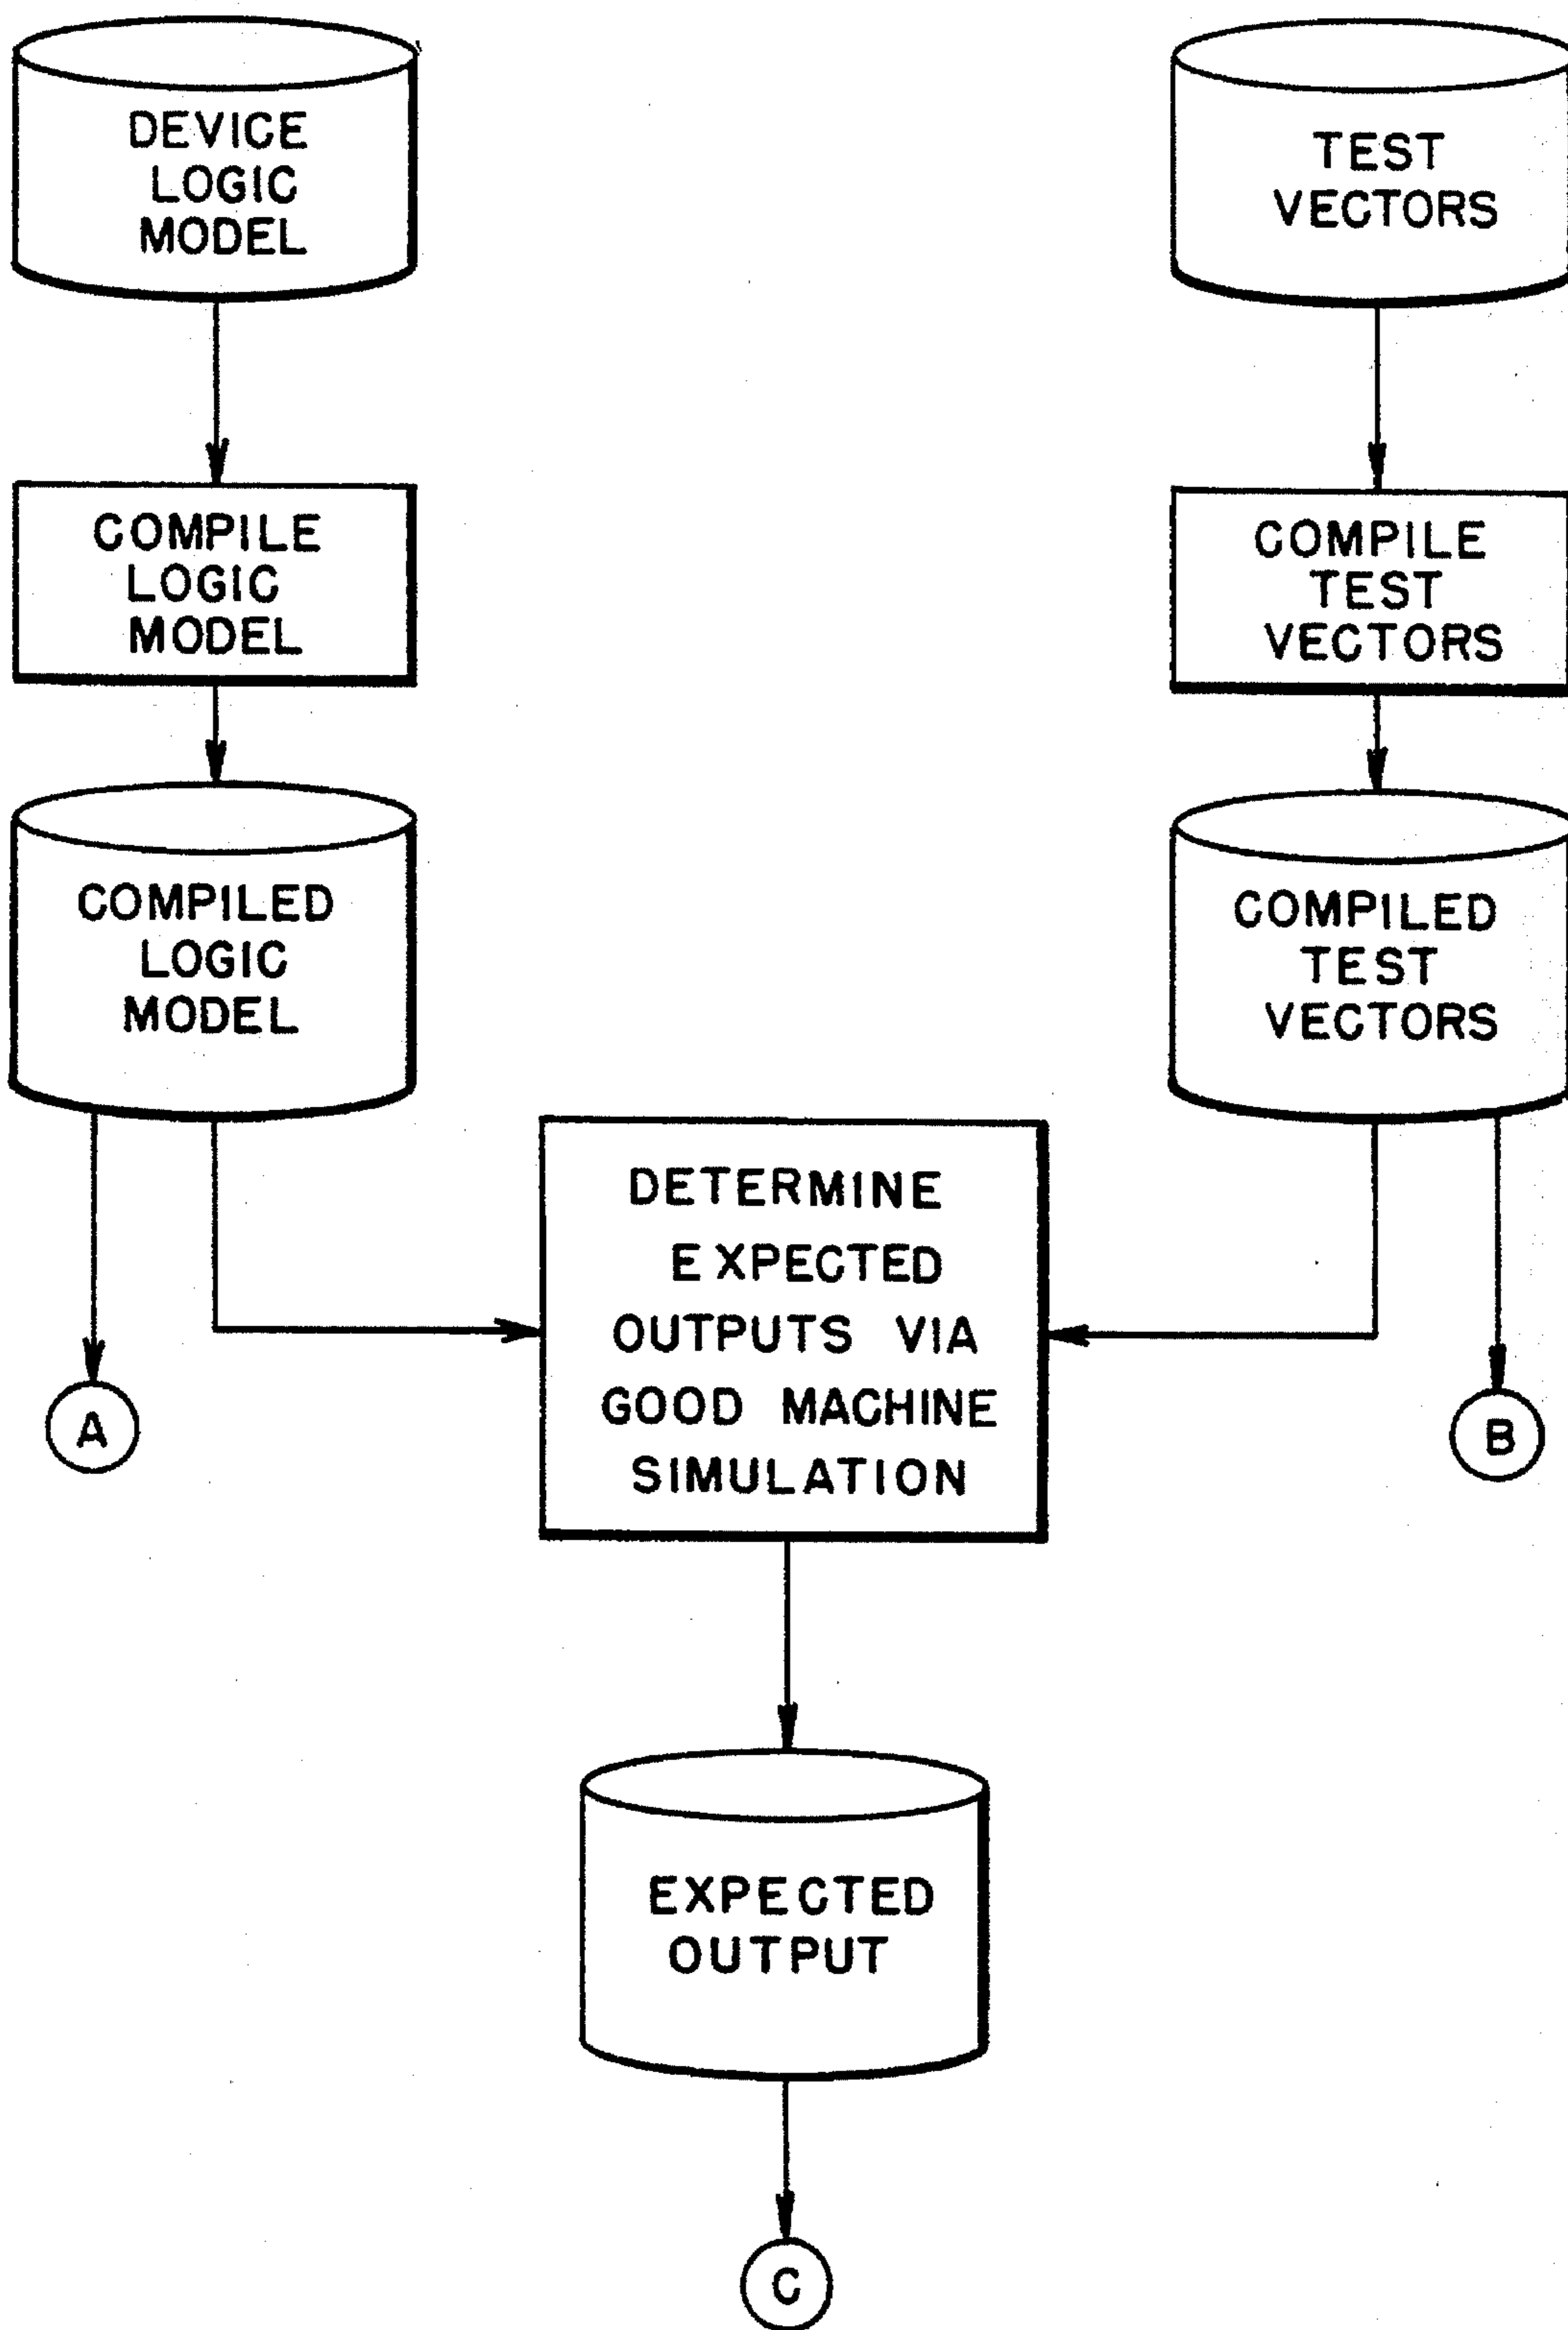 DEVICE
LOGIC
MODEL
TEST
VECTORS
COMPILE
LOGIC
MODEL
COMPILE
TEST
VECTORS
COMPILED
LOGIC
MODEL
COMPILED
TEST
VECTORS
DETERMINE
EXPECTED
OUTPUTS VIA
GOOD MACHINE
SIMULATION
A
B
EXPECTED
OUTPUT
C